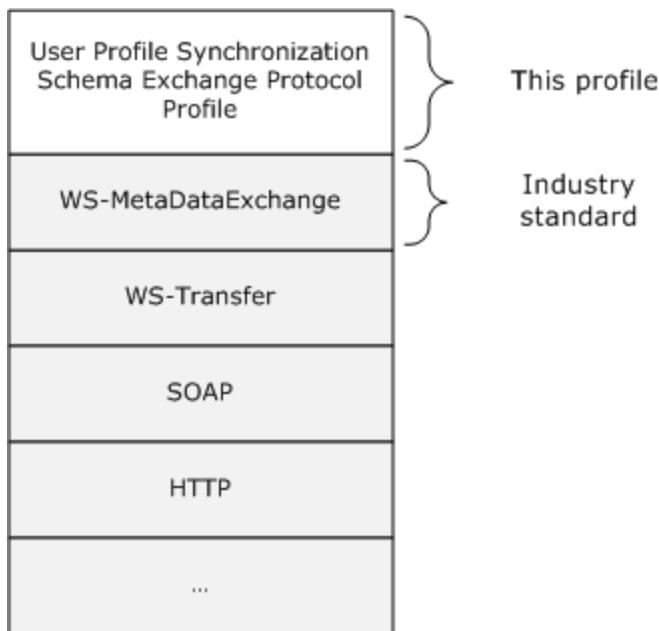 User Profile Synchronization
Schema Exchange Protocol
Profile
This profile
WS-MetaDataExchange
Industry
standard
WS-Transfer
SOAP
HTTP
...